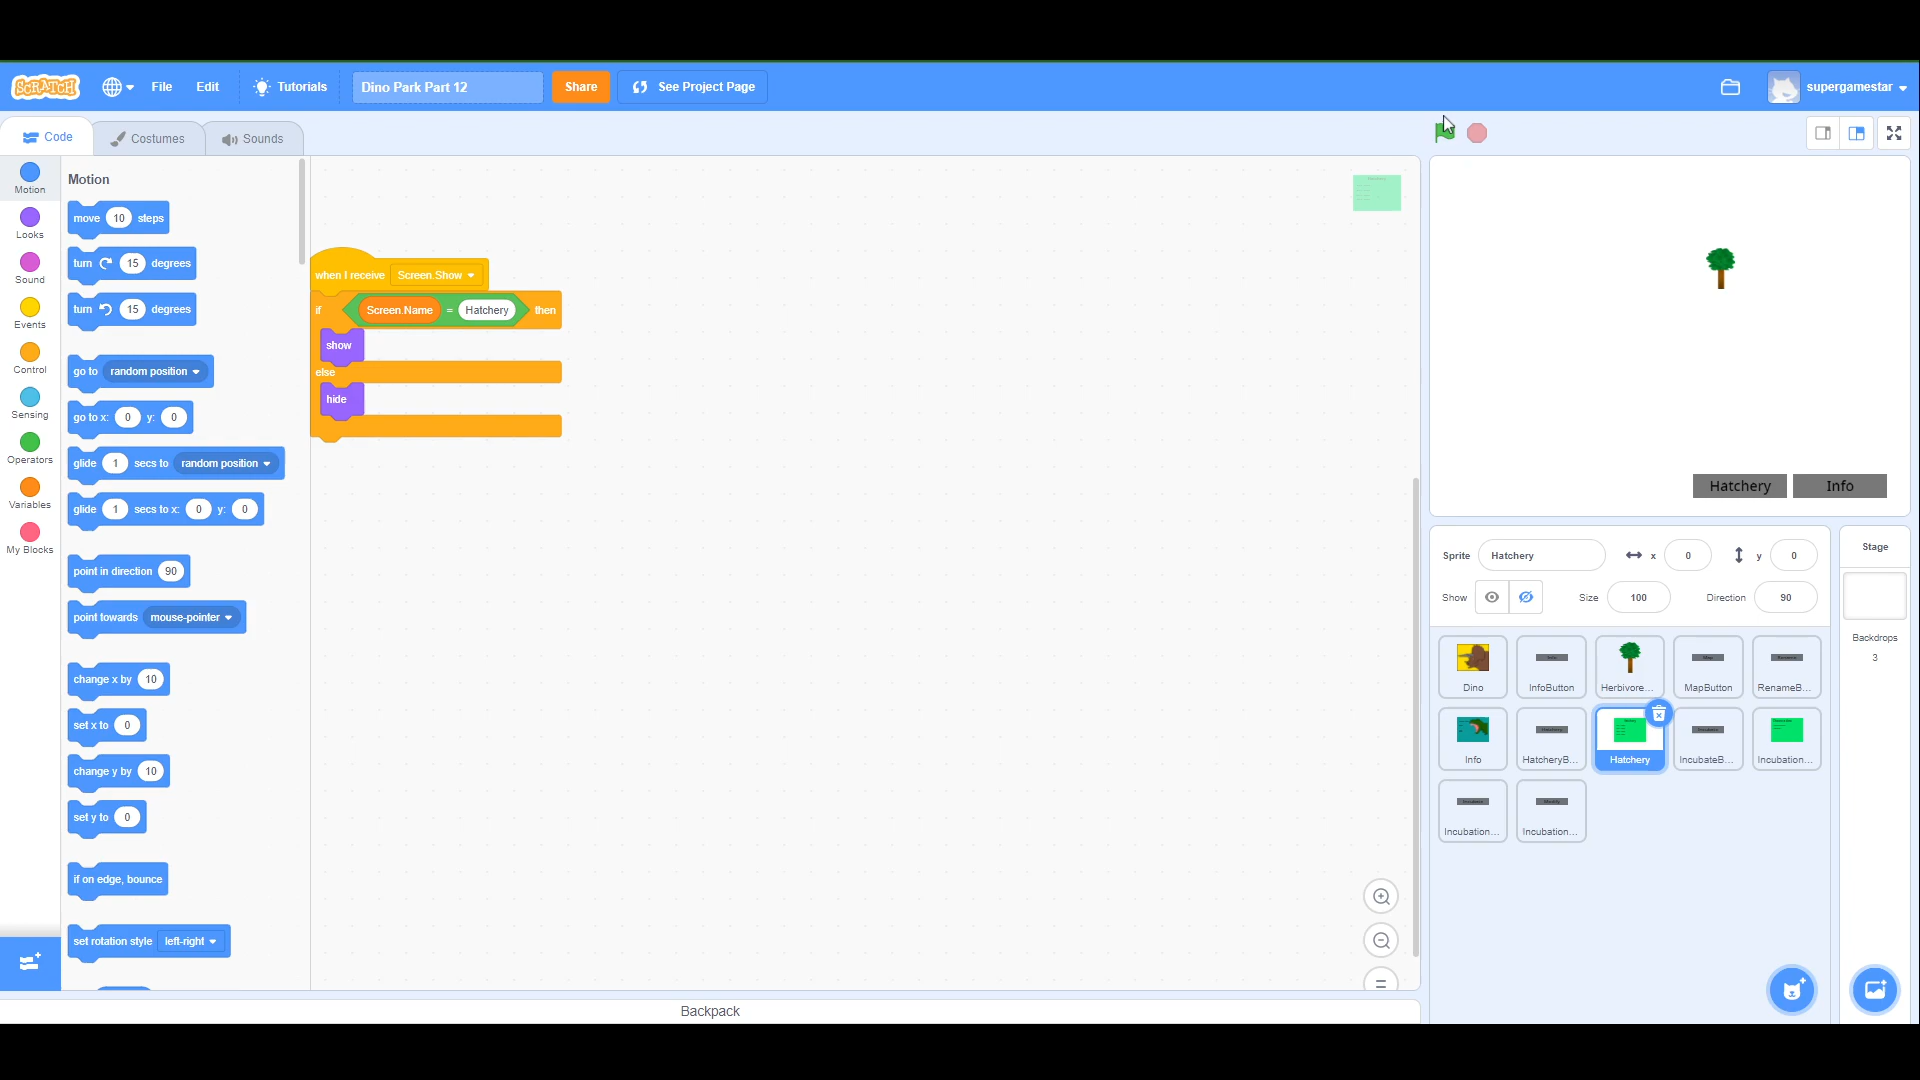 SCRATCH File Edit Tutorials Dino Park Part 12 Share See Project Page supergamestar
Code Costumes Sounds
Motion
Looks
Sound
Events
Control
Sensing
Operators
Variables
My Blocks
Motion
move 10 steps
turn 15 degrees
turn 15 degrees
go to random position
go to x: 0 y: 0
glide 1 secs to random position
glide 1 secs to x: 0 y: 0
point in direction 90
point towards mouse-pointer
change x by 10
set x to 0
change y by 10
set y to 0
if on edge, bounce
set rotation style left-right
when I receive Screen.Show
if Screen.Name = Hatchery then
show
else
hide
Hatchery Info
Sprite Hatchery x 0 y 0
Show Size 100 Direction 90
Dino InfoButton Herbivore... MapButton RenameB...
Info HatcheryB... Hatchery IncubateB... Incubation...
Incubation... Incubation...
Stage
Backdrops
3
Backpack